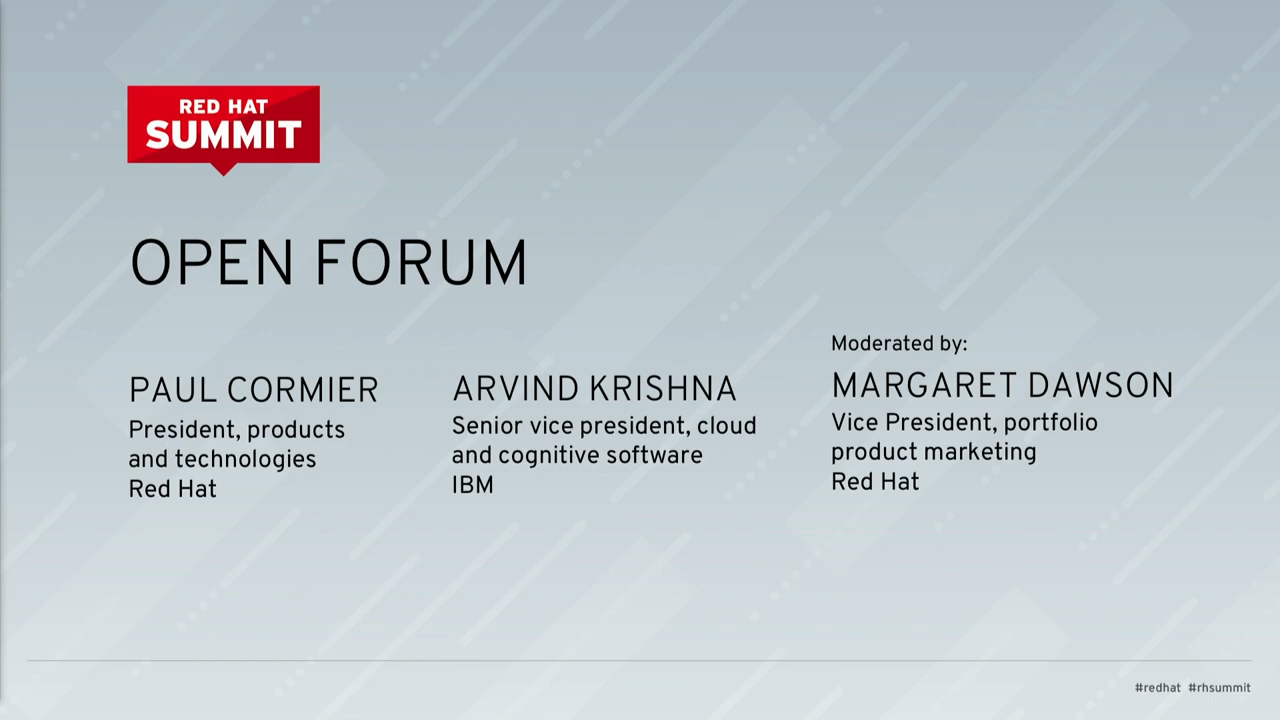 RED HAT
SUMMIT
OPEN FORUM
PAUL CORMIER
President, products
and technologies
Red Hat
ARVIND KRISHNA
Senior vice president, cloud
and cognitive software
IBM
Moderated by:
MARGARET DAWSON
Vice President, portfolio
product marketing
Red Hat
#redhat #rhsummit